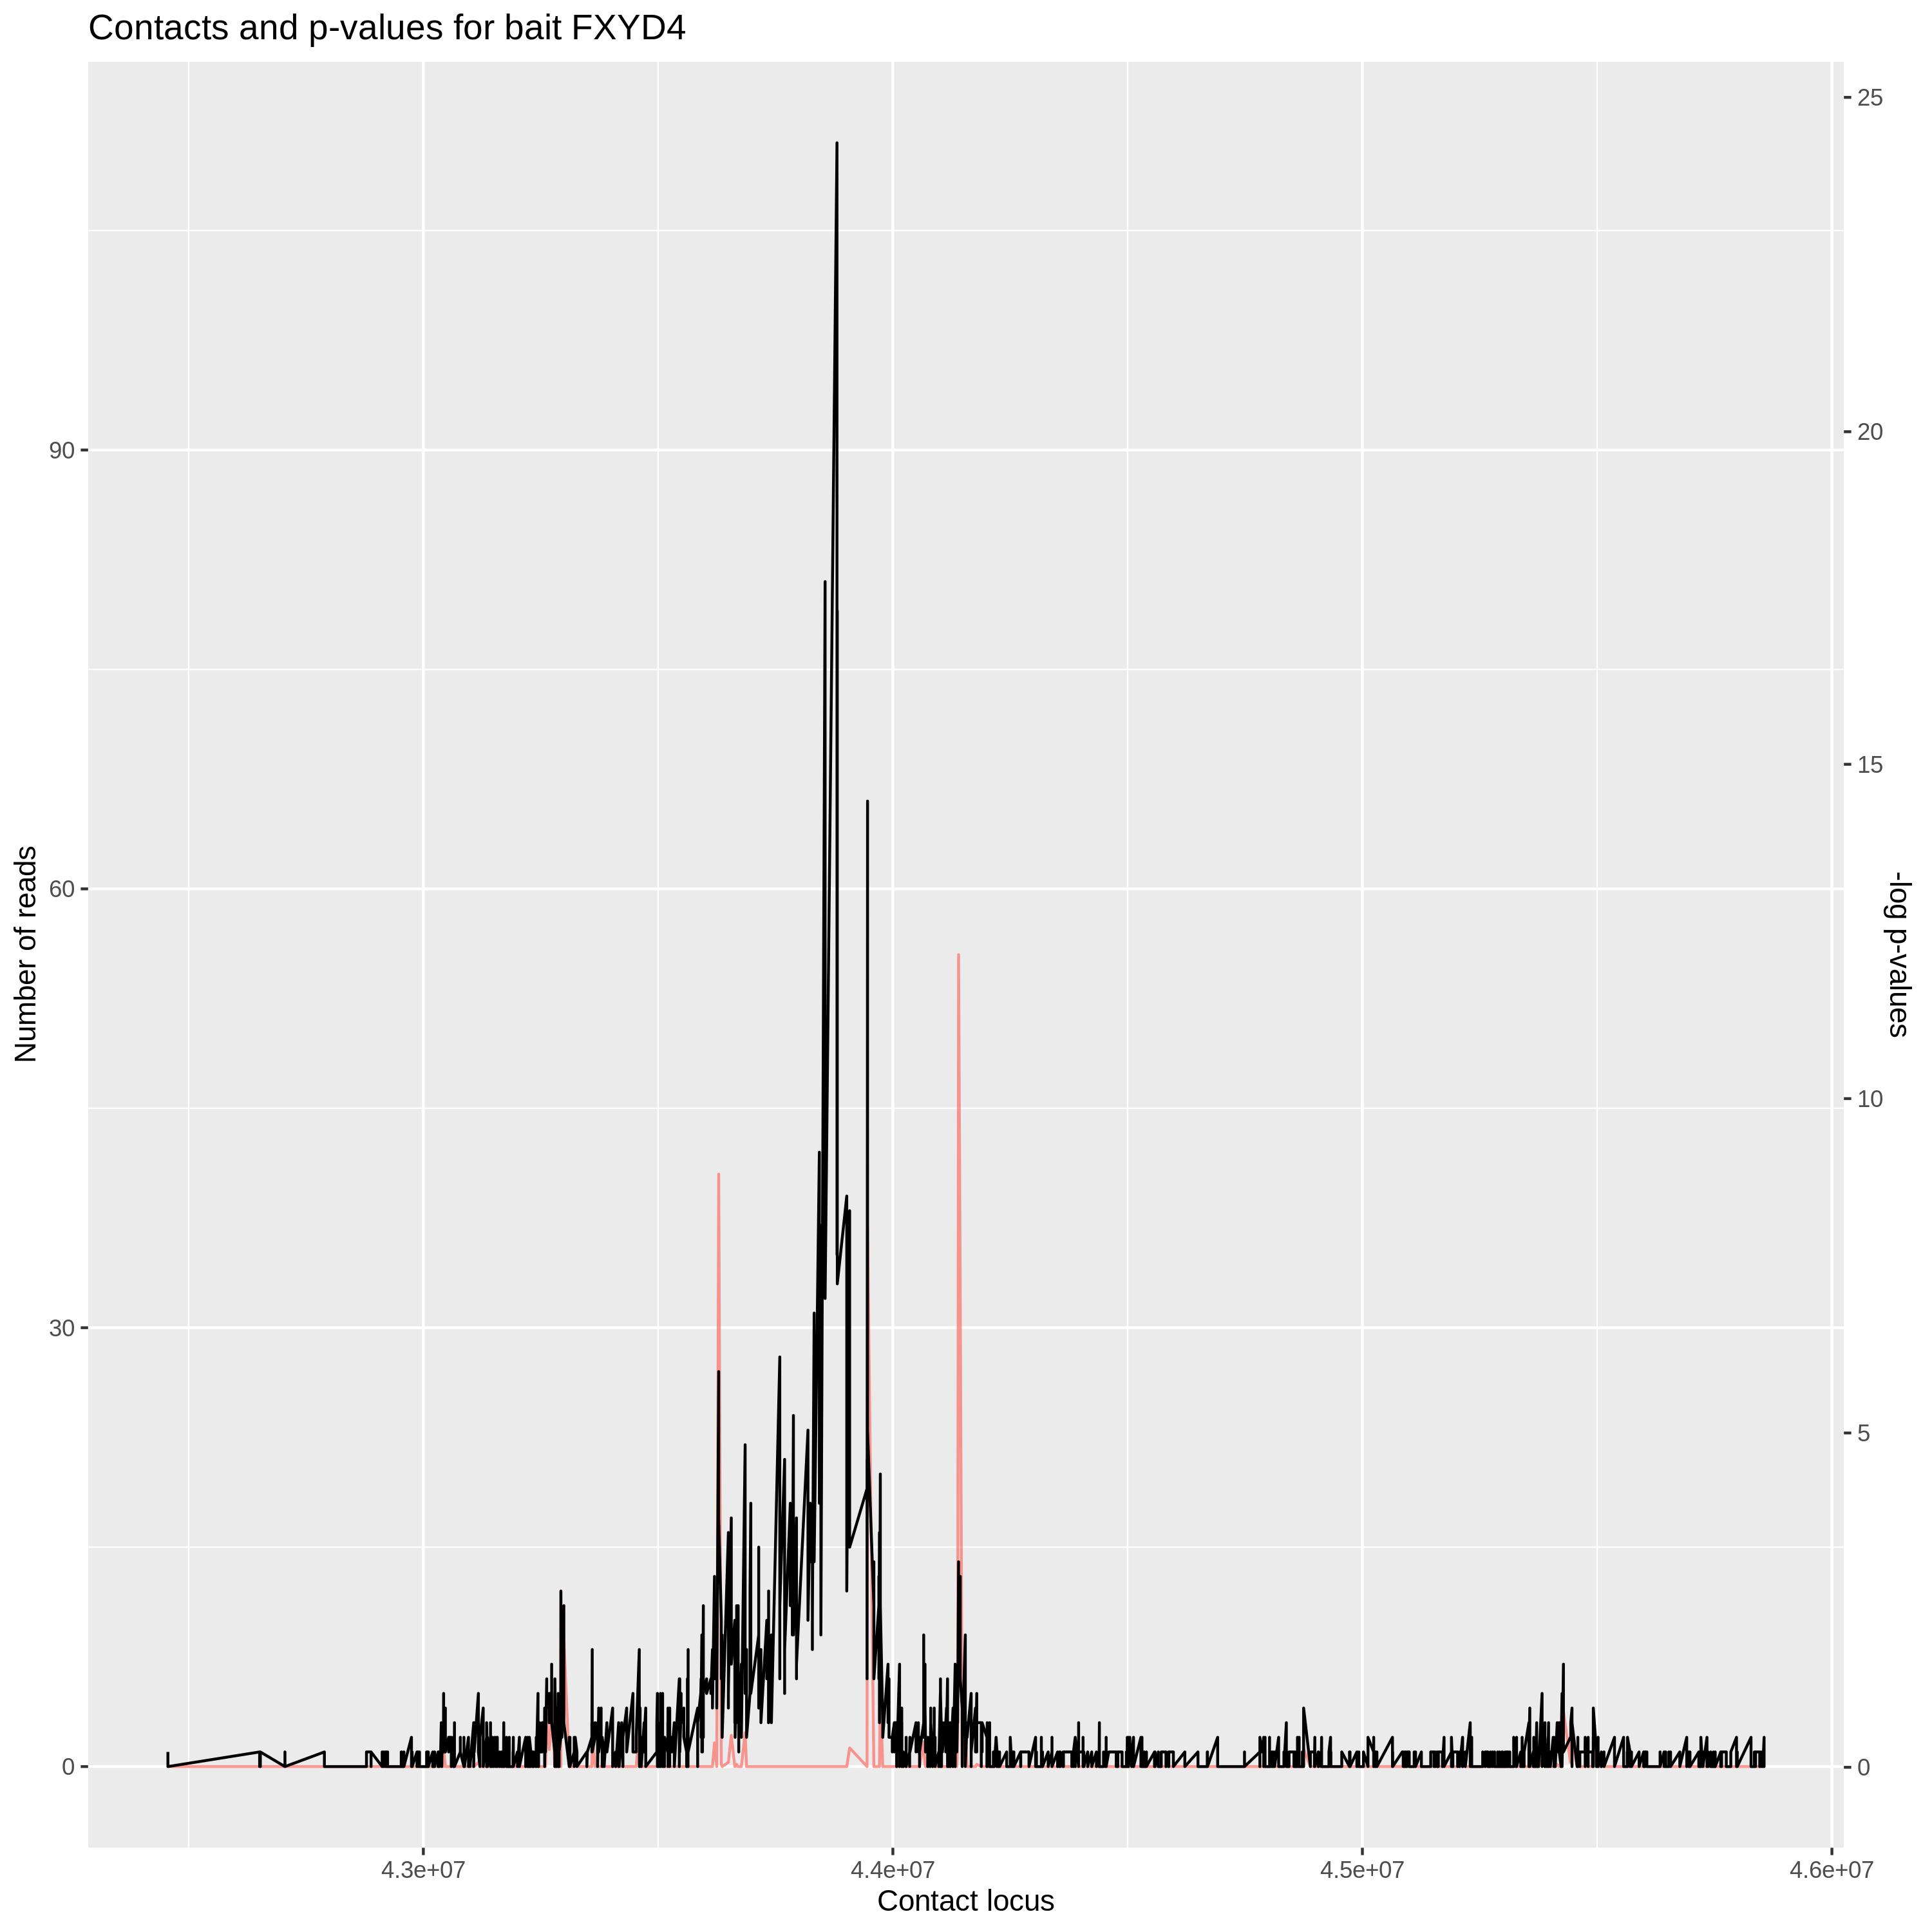 Contacts and p-values for bait FXYD4
25
20
15
10
5
0
-log p-values
90
60
30
0
Number of reads
4.3e+07 4.4e+07 4.5e+07 4.6e+07
Contact locus